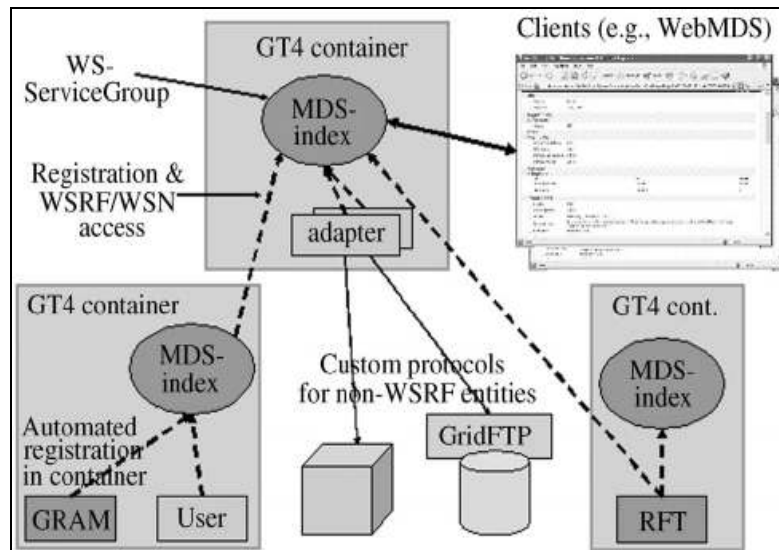 Clients (e.g., WebMDS)
GT4 container
WS-
ServiceGroup
MDS-
index
Registration &
WSRF/WSN
access
adapter
GT4 container
MDS-
index
Automated
registration
in container
GRAM
User
Custom protocols
for non-WSRF entities
GridFTP
GT4 cont.
MDS-
index
RFT